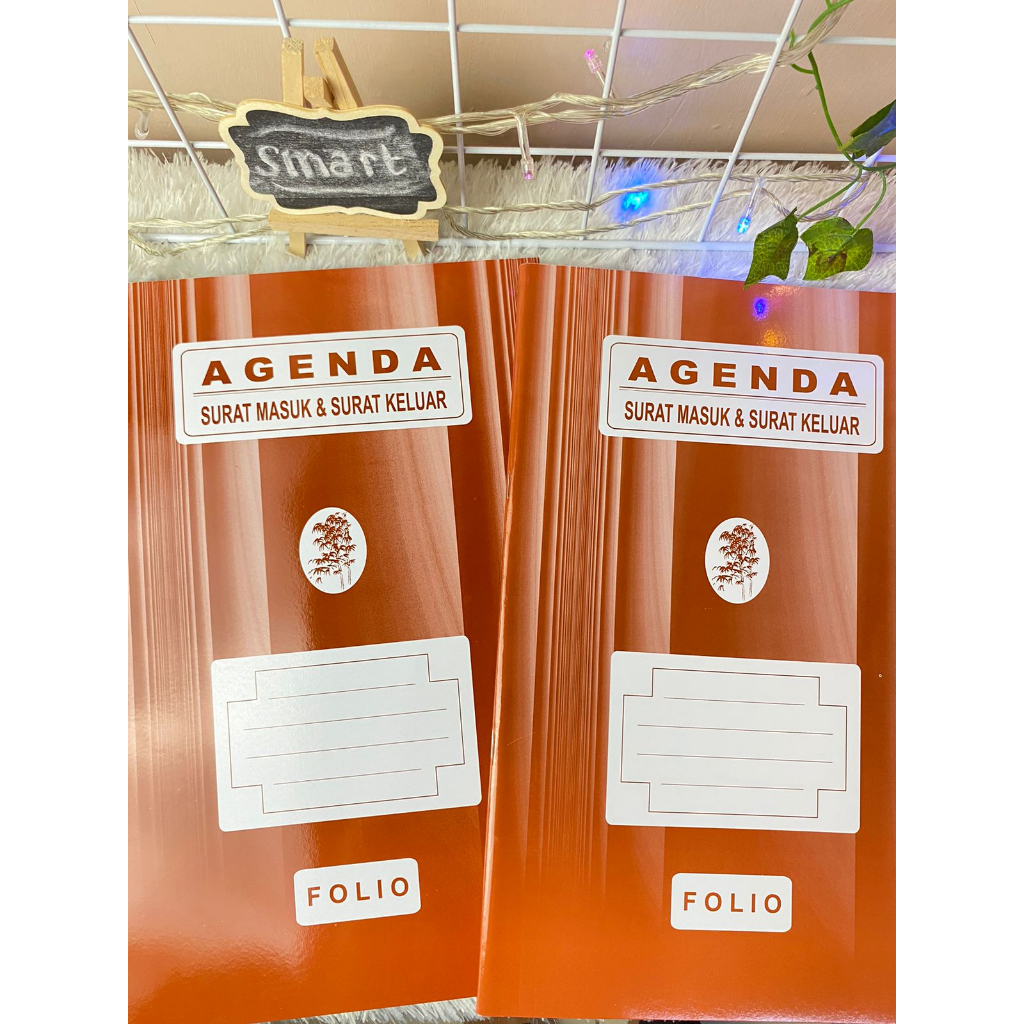 smart
AGENDA
SURAT MASUK & SURAT KELUAR
FOLIO
AGENDA
SURAT MASUK & SURAT KELUAR
FOLIO